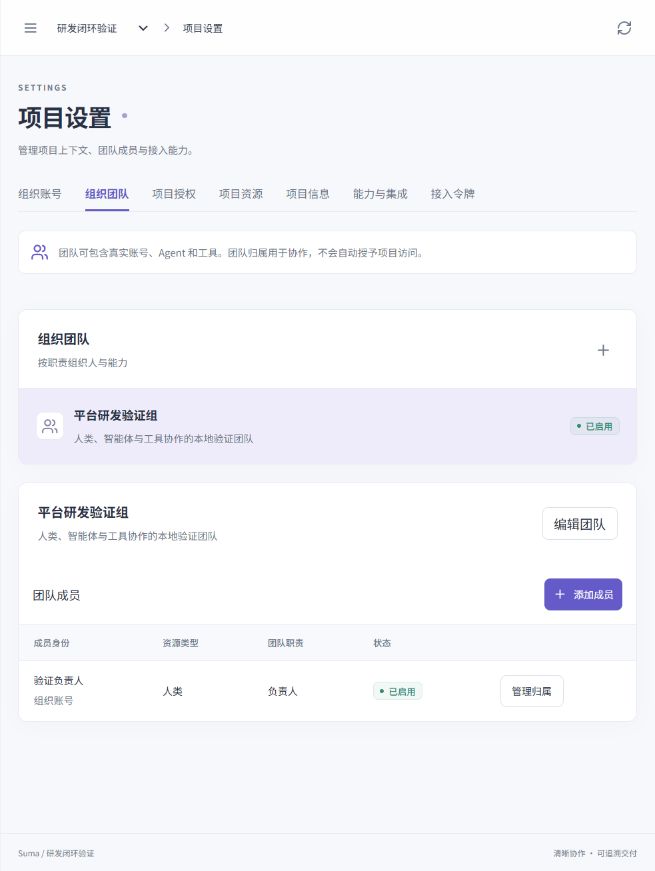 研发闭环验证 项目设置
SETTINGS
项目设置
管理项目上下文、团队成员与接入能力。
组织账号 组织团队 项目授权 项目资源 项目信息 能力与集成 接入令牌
团队可包含真实账号、Agent 和工具。团队归属用于协作，不会自动授予项目访问。
组织团队
按职责组织人与能力
平台研发验证组
人类、智能体与工具协作的本地验证团队
已启用
平台研发验证组
人类、智能体与工具协作的本地验证团队
编辑团队
团队成员
添加成员
成员身份 资源类型 团队职责 状态
验证负责人
组织账号
人类 负责人 已启用 管理归属
Suma / 研发闭环验证
清晰协作 · 可追溯交付